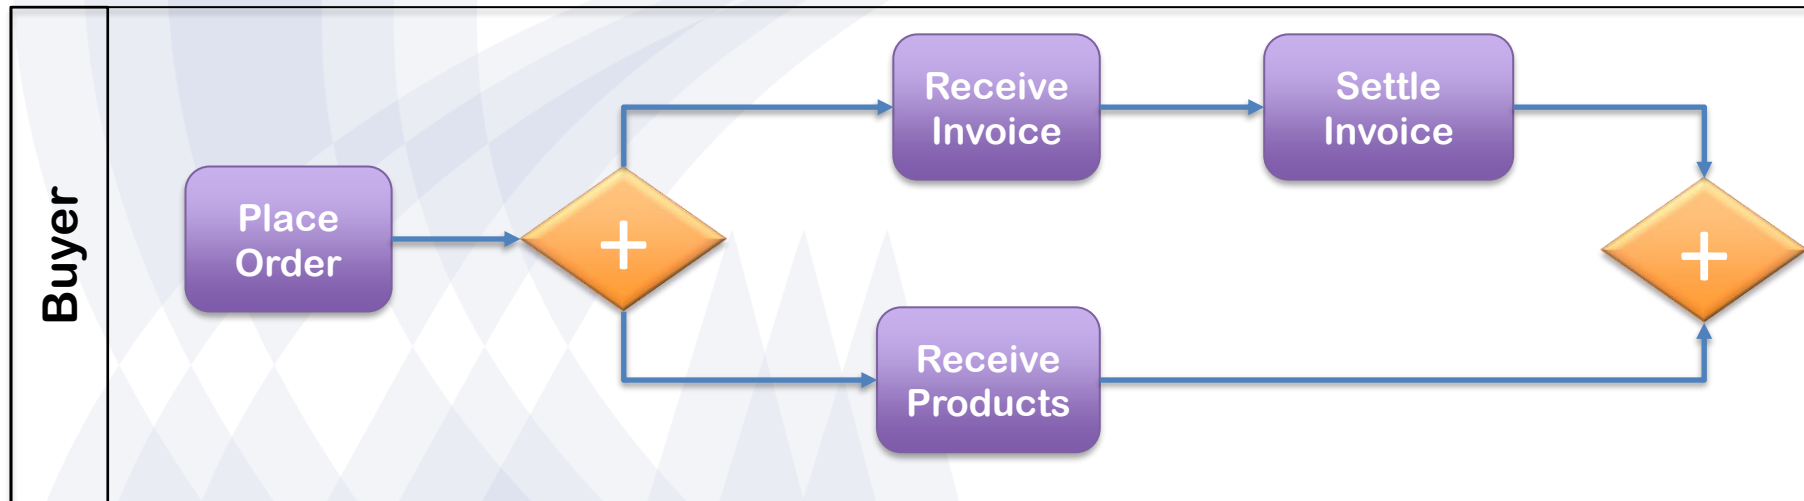 Buyer
Place
Order
+
Receive
Invoice
Settle
Invoice
Receive
Products
+